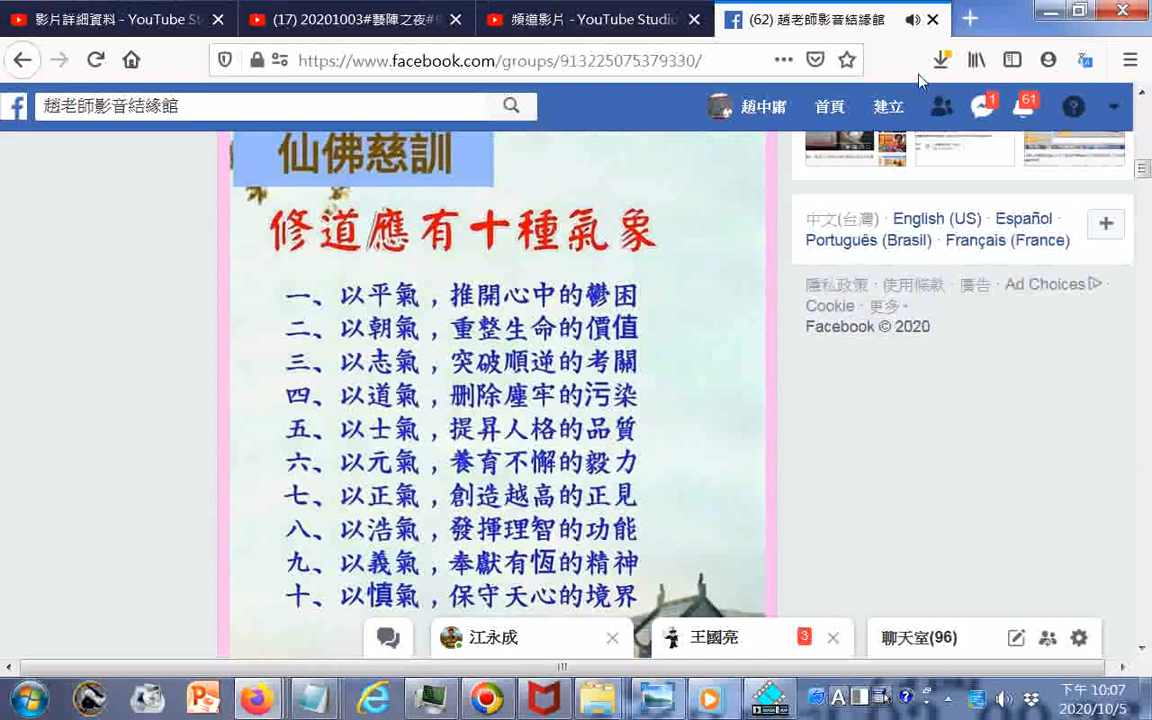 影片詳細資料 - YouTube S
(17) 20201003#藝陣之夜#
頻道影片 - YouTube Studio
(62) 趙老師影音結緣館
https://www.facebook.com/groups/913225075379330/
趙老師影音結緣館
趙中庸
首頁
建立
1
61
仙佛慈訓
修道應有十種氣象
一、以平氣，推開心中的鬱困
二、以朝氣，重整生命的價值
三、以志氣，突破順逆的考關
四、以道氣，刪除塵牢的污染
五、以士氣，提昇人格的品質
六、以元氣，養育不懈的毅力
七、以正氣，創造越高的正見
八、以浩氣，發揮理智的功能
九、以義氣，奉獻有恆的精神
十、以慎氣，保守天心的境界
中文(台灣) · English (US) · Español ·
Português (Brasil) · Français (France)
隱私政策 · 使用條款 · 廣告 · Ad Choices ·
Cookie · 更多
Facebook © 2020
江永成
王國亮
3
聊天室(96)
下午 10:07
2020/10/5